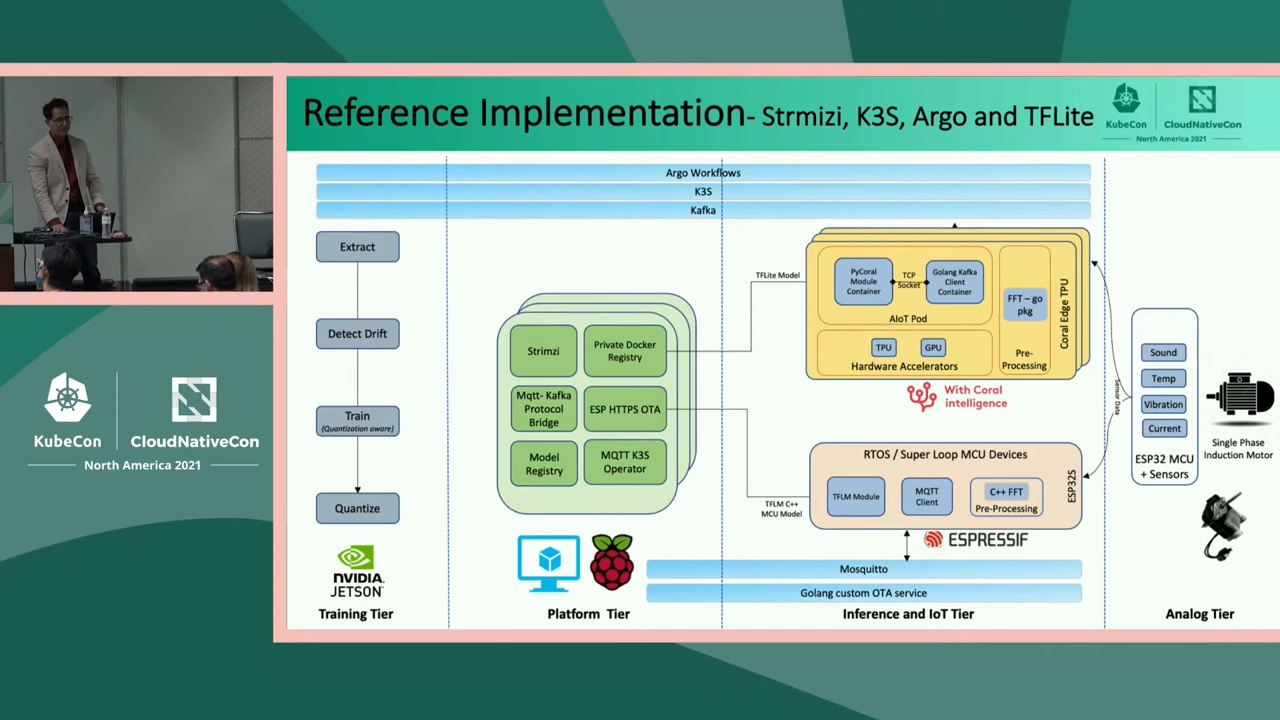 Reference Implementation- Strmizi, K3S, Argo and TFLite
KubeCon
CloudNativeCon
North America 2021
Argo Workflows
K3S
Kafka
Extract
Detect Drift
Train
(Quantization aware)
Quantize
NVIDIA
JETSON
Training Tier
Strimzi
Private Docker
Registry
Mqtt- Kafka
Protocol
Bridge
ESP HTTPS OTA
Model
Registry
MQTT K3S
Operator
Platform Tier
TFLite Model
TFLM C++
MCU Model
PyCoral
Module
Container
TCP
Socket
Golang Kafka
Client
Container
AIoT Pod
TPU
GPU
Hardware Accelerators
FFT – go
pkg
Pre-
Processing
Coral Edge TPU
With Coral
intelligence
RTOS / Super Loop MCU Devices
TFLM Module
MQTT
Client
C++ FFT
Pre-Processing
ESP32S
ESPRESSIF
Mosquitto
Golang custom OTA service
Inference and IoT Tier
Sensor Data
Sound
Temp
Vibration
Current
ESP32 MCU
+ Sensors
Single Phase
Induction Motor
Analog Tier
KubeCon
CloudNativeCon
North America 2021